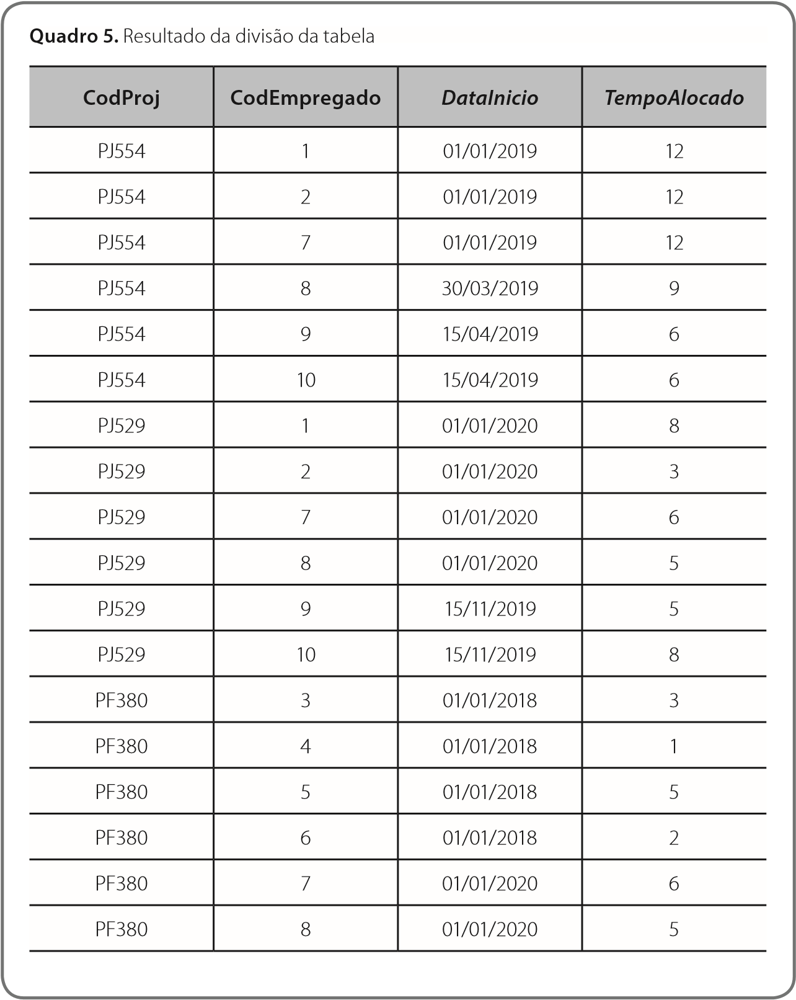 Quadro 5. Resultado da divisão da tabela
CodProj CodEmpregado DataInicio TempoAlocado
PJ554 1 01/01/2019 12
PJ554 2 01/01/2019 12
PJ554 7 01/01/2019 12
PJ554 8 30/03/2019 9
PJ554 9 15/04/2019 6
PJ554 10 15/04/2019 6
PJ529 1 01/01/2020 8
PJ529 2 01/01/2020 3
PJ529 7 01/01/2020 6
PJ529 8 01/01/2020 5
PJ529 9 15/11/2019 5
PJ529 10 15/11/2019 8
PF380 3 01/01/2018 3
PF380 4 01/01/2018 1
PF380 5 01/01/2018 5
PF380 6 01/01/2018 2
PF380 7 01/01/2020 6
PF380 8 01/01/2020 5